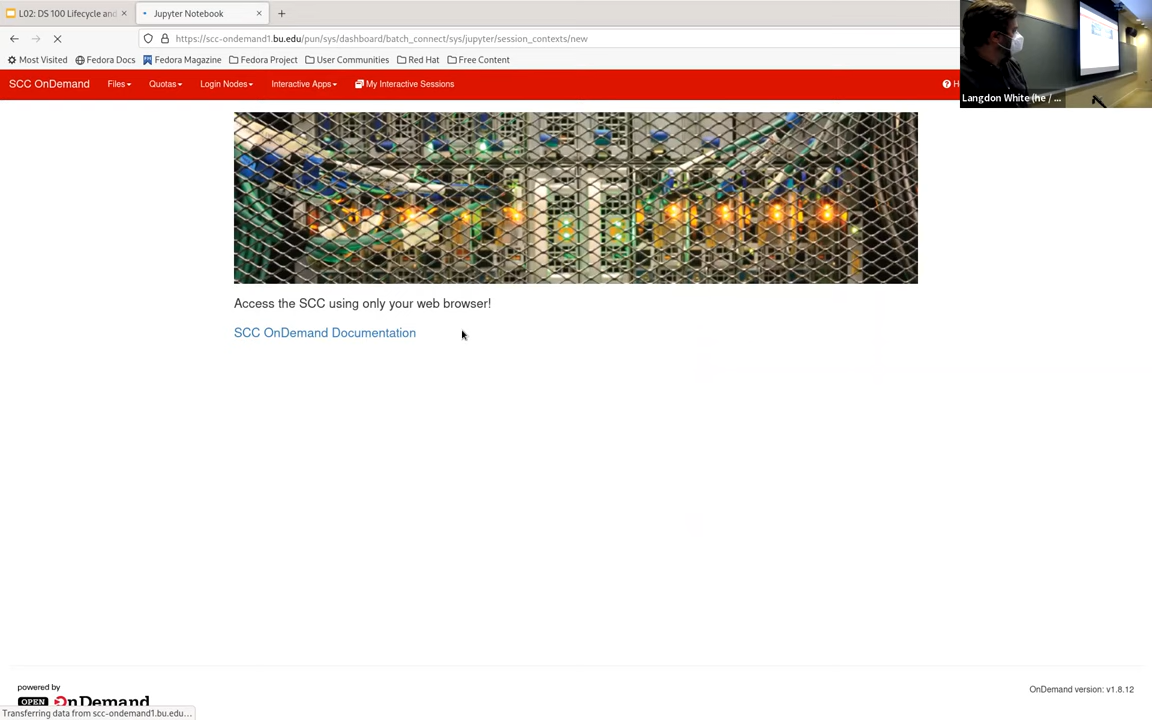 L02: DS 100 Lifecycle and
Jupyter Notebook
https://scc-ondemand1.bu.edu/pun/sys/dashboard/batch_connect/sys/jupyter/session_contexts/new
Most Visited
Fedora Docs
Fedora Magazine
Fedora Project
User Communities
Red Hat
Free Content
SCC OnDemand
Files
Quotas
Login Nodes
Interactive Apps
My Interactive Sessions
Langdon White (he / ...
Access the SCC using only your web browser!
SCC OnDemand Documentation
powered by
OPEN OnDemand
OnDemand version: v1.8.12
Transferring data from scc-ondemand1.bu.edu...